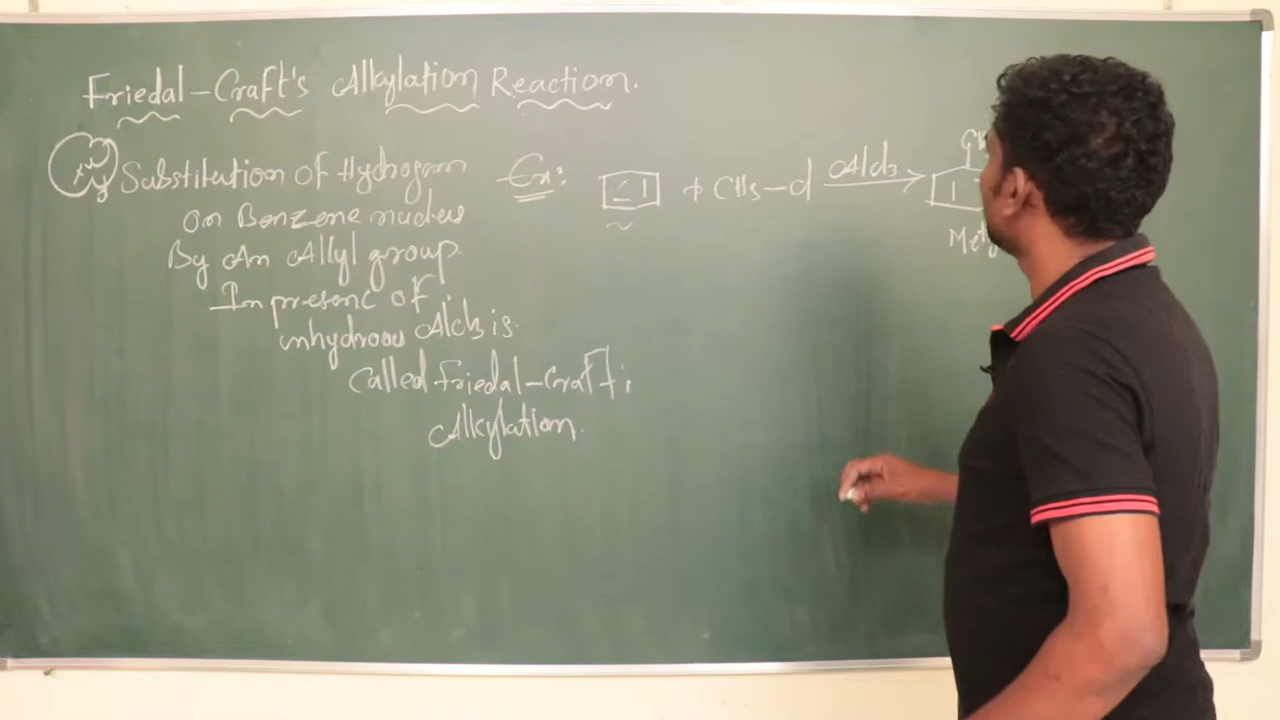 Friedal-Craft's Alkylation Reaction.
Substitution of Hydrogen
on Benzene nucleus
By An Alkyl group
In presenc of
anhydrous Alcl3 is
called friedal-craft's
Alkylation.
Ex: + CH3-Cl Alcl3